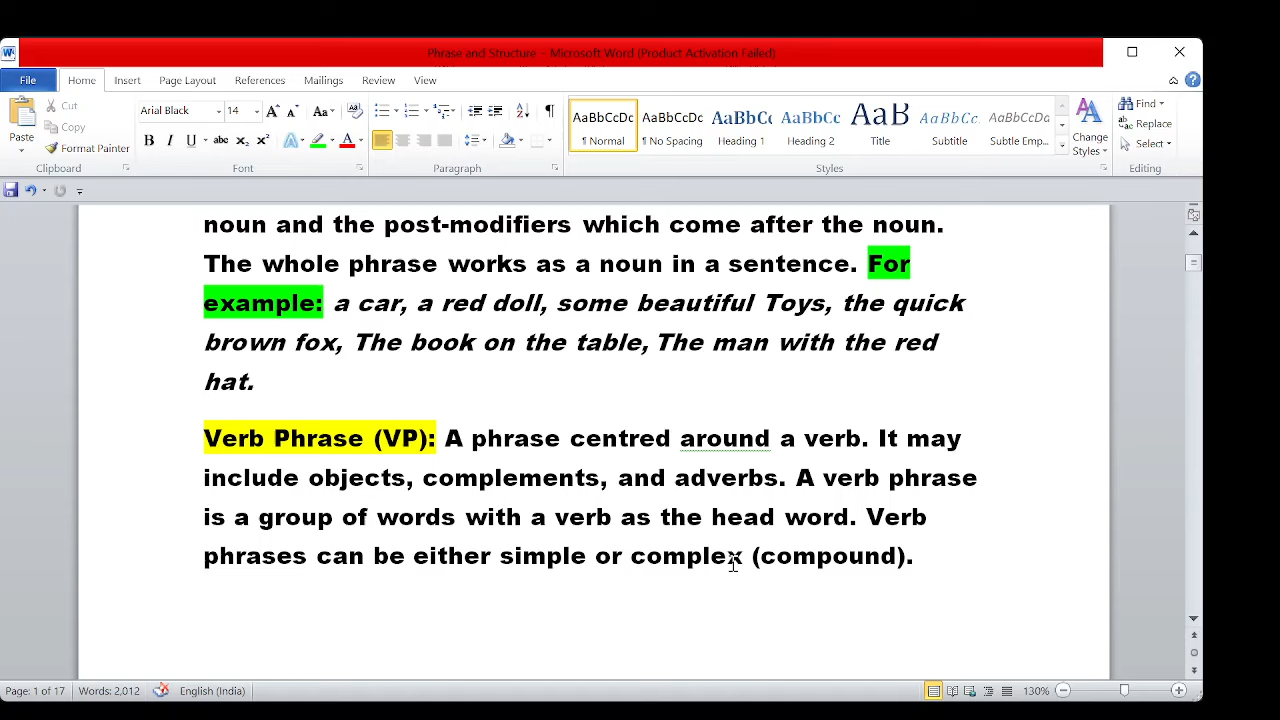 Phrase and Structure – Microsoft Word (Product Activation Failed)
File Home Insert Page Layout References Mailings Review View
Paste Cut Copy Format Painter Clipboard
Arial Black 14 Font
Paragraph
AaBbCcDc ¶ Normal AaBbCcDc ¶ No Spacing AaBbC( Heading 1 AaBbCc Heading 2 AaB Title AaBbCc. Subtitle AaBbCcDc Subtle Emp... Change Styles Styles
Find Replace Select Editing
noun and the post-modifiers which come after the noun.
The whole phrase works as a noun in a sentence. For
example: a car, a red doll, some beautiful Toys, the quick
brown fox, The book on the table, The man with the red
hat.
Verb Phrase (VP): A phrase centred around a verb. It may
include objects, complements, and adverbs. A verb phrase
is a group of words with a verb as the head word. Verb
phrases can be either simple or complex (compound).
Page: 1 of 17 Words: 2,012 English (India) 130%